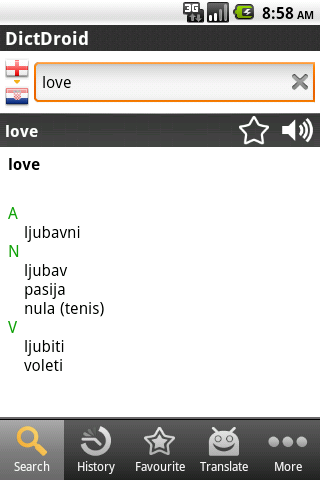 3G 8:58 AM
DictDroid
love
love
love
A
ljubavni
N
ljubav
pasija
nula (tenis)
V
ljubiti
voleti
Search History Favourite Translate More